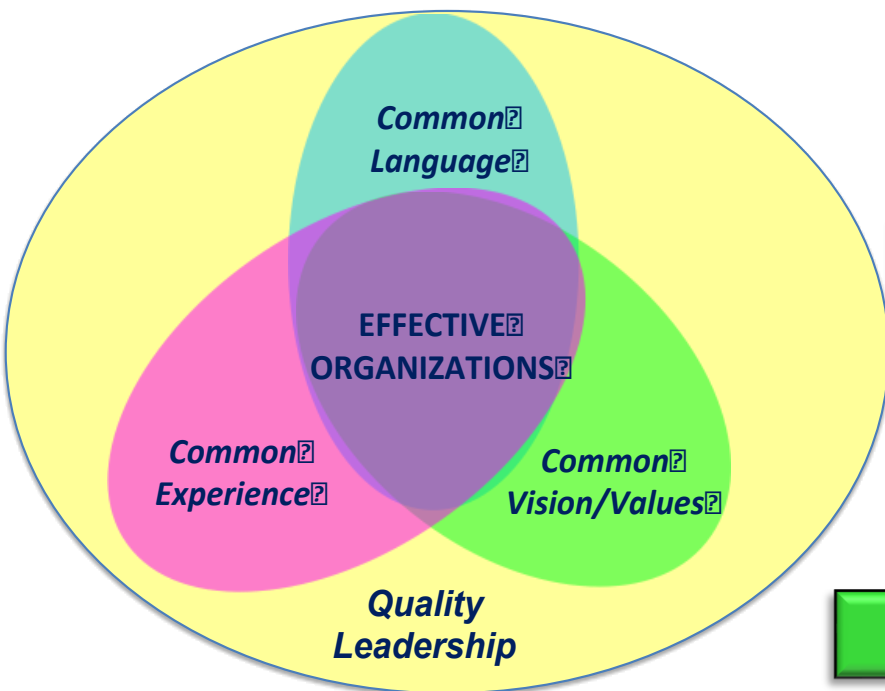 Common⍰
Language⍰
EFFECTIVE⍰
ORGANIZATIONS⍰
Common⍰
Experience⍰
Common⍰
Vision/Values⍰
Quality
Leadership